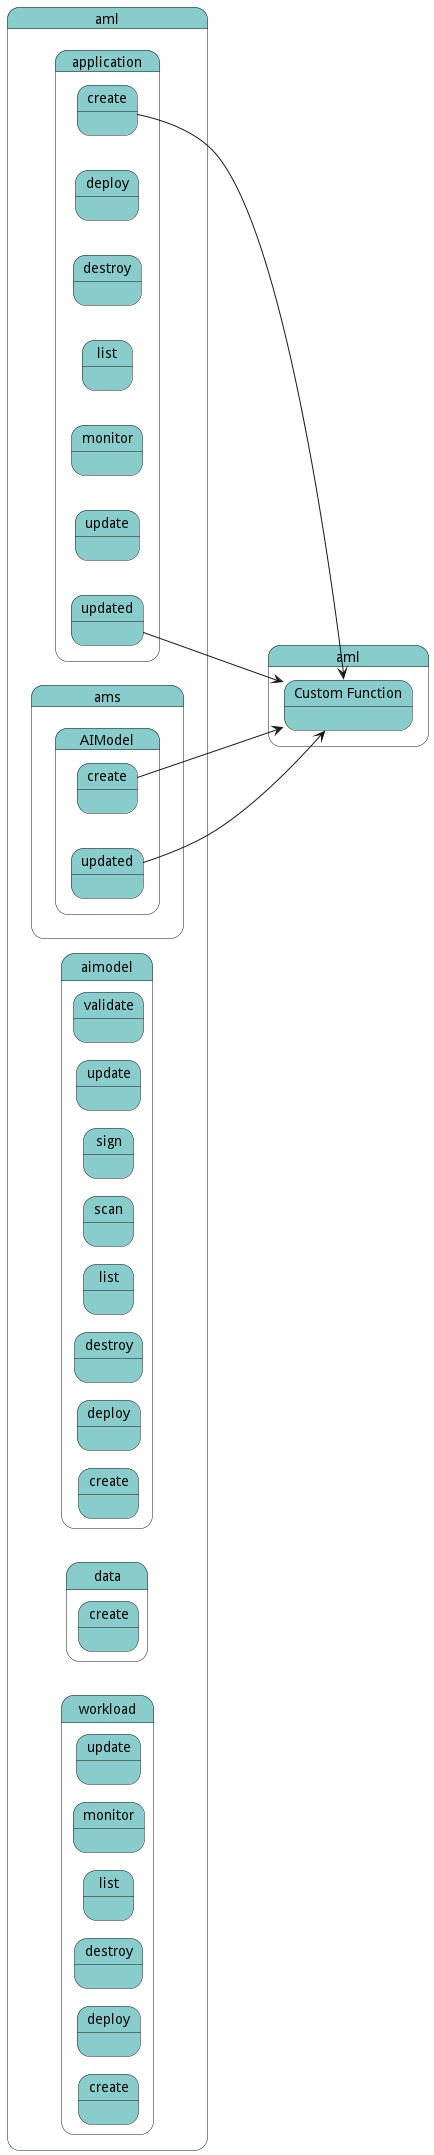 aml
application
create
deploy
destroy
list
monitor
update
updated
aml
Custom Function
ams
AIModel
create
updated
aimodel
validate
update
sign
scan
list
destroy
deploy
create
data
create
workload
update
monitor
list
destroy
deploy
create